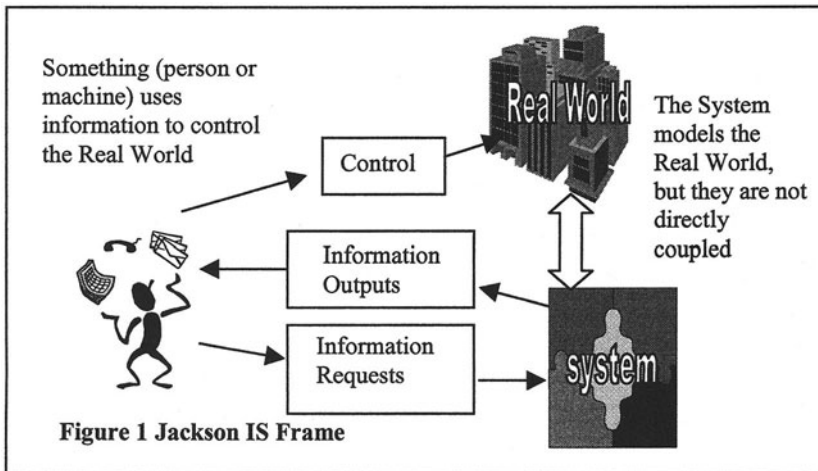 Something (person or
machine) uses
information to control
the Real World
Control
Real World
The System
models the
Real World,
but they are not
directly
coupled
Information
Outputs
Information
Requests
system
Figure 1 Jackson IS Frame